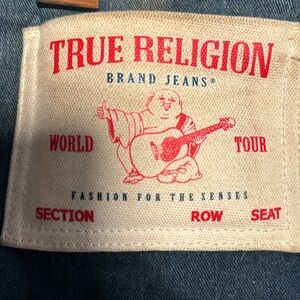 TRUE RELIGION
BRAND JEANS®
WORLD TOUR
FASHION FOR THE SENSES
SECTION ROW SEAT